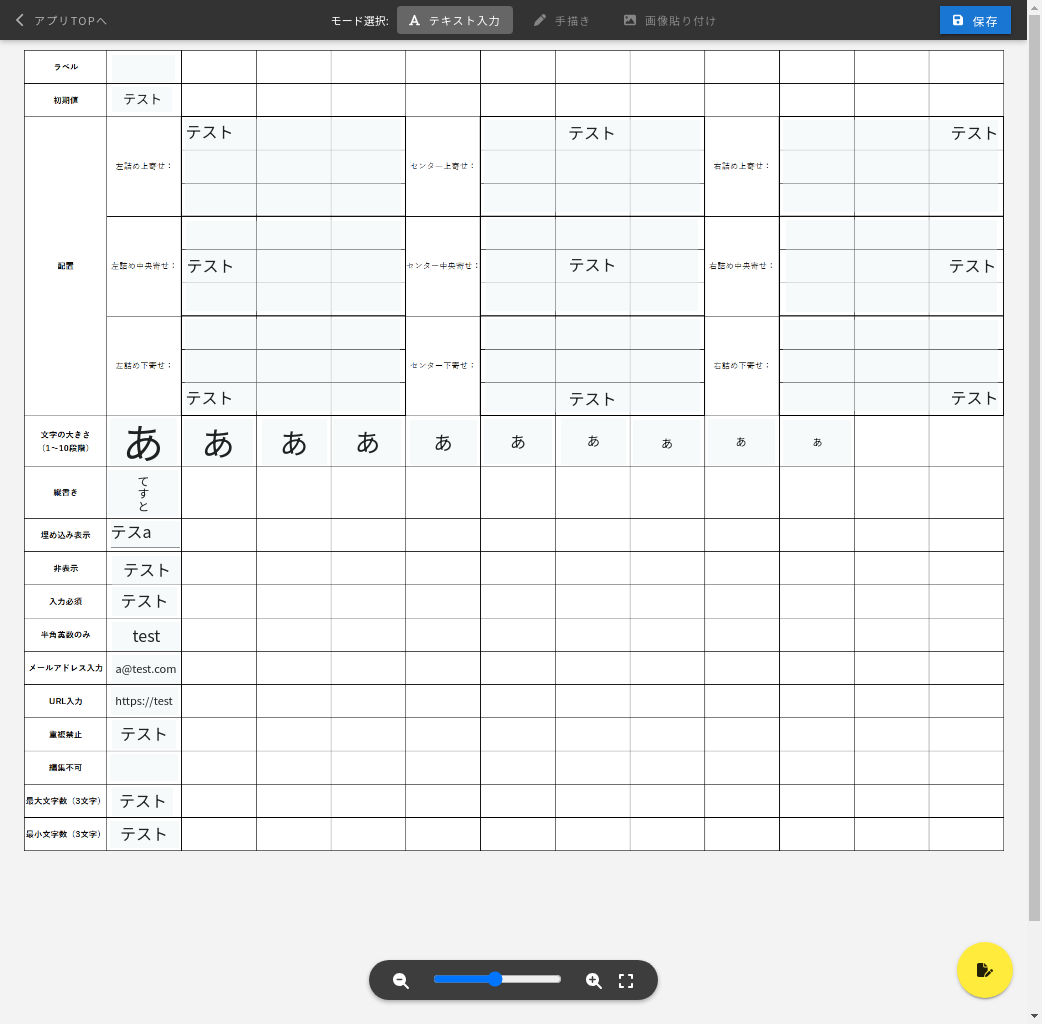 アプリTOPへ
モード選択: テキスト入力 手描き 画像貼り付け 保存
ラベル
初期値 テスト
配置
左詰め上寄せ： テスト センター上寄せ： テスト 右詰め上寄せ： テスト
左詰め中央寄せ： テスト センター中央寄せ： テスト 右詰め中央寄せ： テスト
左詰め下寄せ： テスト センター下寄せ： テスト 右詰め下寄せ： テスト
文字の大きさ
（1〜10段階） あ あ あ あ あ あ あ あ あ あ
縦書き てすと
埋め込み表示 テスa
非表示 テスト
入力必須 テスト
半角英数のみ test
メールアドレス入力 a@test.com
URL入力 https://test
重複禁止 テスト
編集不可
最大文字数（3文字） テスト
最小文字数（3文字） テスト